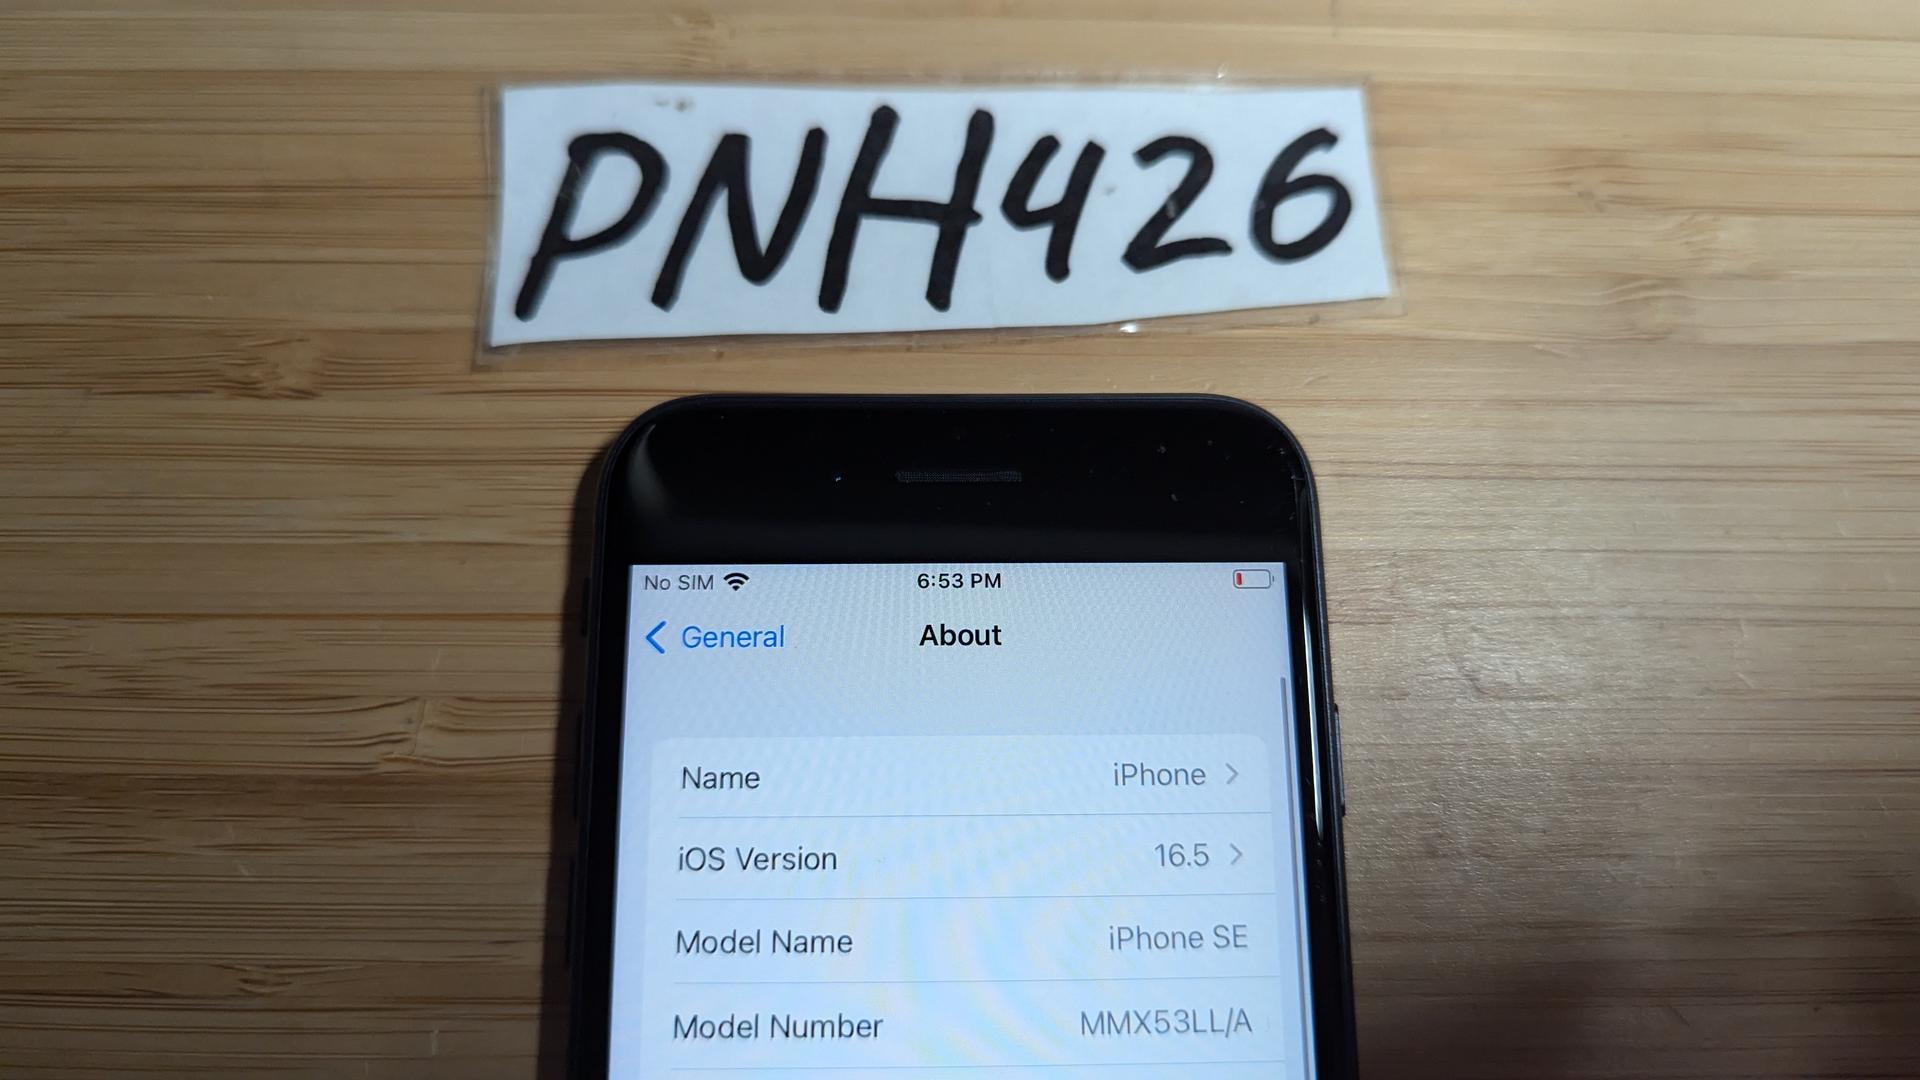 PNH426
No SIM 6:53 PM
General About
Name iPhone
iOS Version 16.5
Model Name iPhone SE
Model Number MMX53LL/A